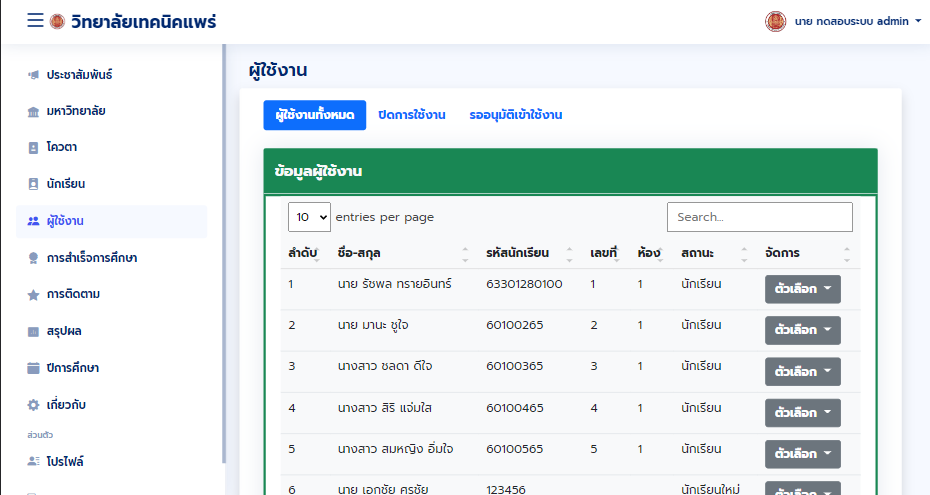 วิทยาลัยเทคนิคแพร่
นาย ทดสอบระบบ admin
ประชาสัมพันธ์
มหาวิทยาลัย
โควตา
นักเรียน
ผู้ใช้งาน
การสำเร็จการศึกษา
การติดตาม
สรุปผล
ปีการศึกษา
เกี่ยวกับ
ส่วนตัว
โปรไฟล์
ผู้ใช้งาน
ผู้ใช้งานทั้งหมด ปิดการใช้งาน รออนุมัติเข้าใช้งาน
ข้อมูลผู้ใช้งาน
10 entries per page Search...
ลำดับ ชื่อ-สกุล รหัสนักเรียน เลขที่ ห้อง สถานะ จัดการ
1 นาย รัชพล ทรายอินทร์ 63301280100 1 1 นักเรียน ตัวเลือก
2 นาย มานะ ชูใจ 60100265 2 1 นักเรียน ตัวเลือก
3 นางสาว ชลดา ดีใจ 60100365 3 1 นักเรียน ตัวเลือก
4 นางสาว สิริ แจ่มใส 60100465 4 1 นักเรียน ตัวเลือก
5 นางสาว สมหญิง อิ่มใจ 60100565 5 1 นักเรียน ตัวเลือก
6 นาย เอกชัย ศรชัย 123456 นักเรียนใหม่ ตัวเลือก